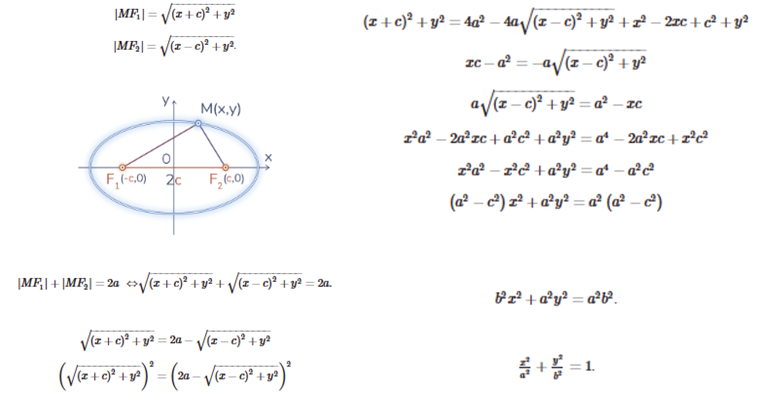 |MF₁| = √((x + c)² + y²)
|MF₂| = √((x − c)² + y²).
y
M(x,y)
0
x
F₁(-c,0)
2c
F₂(c,0)
|MF₁| + |MF₂| = 2a ⇔ √((x + c)² + y²) + √((x − c)² + y²) = 2a.
√((x + c)² + y²) = 2a − √((x − c)² + y²)
(√((x + c)² + y²))² = (2a − √((x − c)² + y²))²
(x + c)² + y² = 4a² − 4a√((x − c)² + y²) + x² − 2xc + c² + y²
xc − a² = −a√((x − c)² + y²)
a√((x − c)² + y²) = a² − xc
x²a² − 2a²xc + a²c² + a²y² = a⁴ − 2a²xc + x²c²
x²a² − x²c² + a²y² = a⁴ − a²c²
(a² − c²) x² + a²y² = a² (a² − c²)
b²x² + a²y² = a²b².
x²/a² + y²/b² = 1.